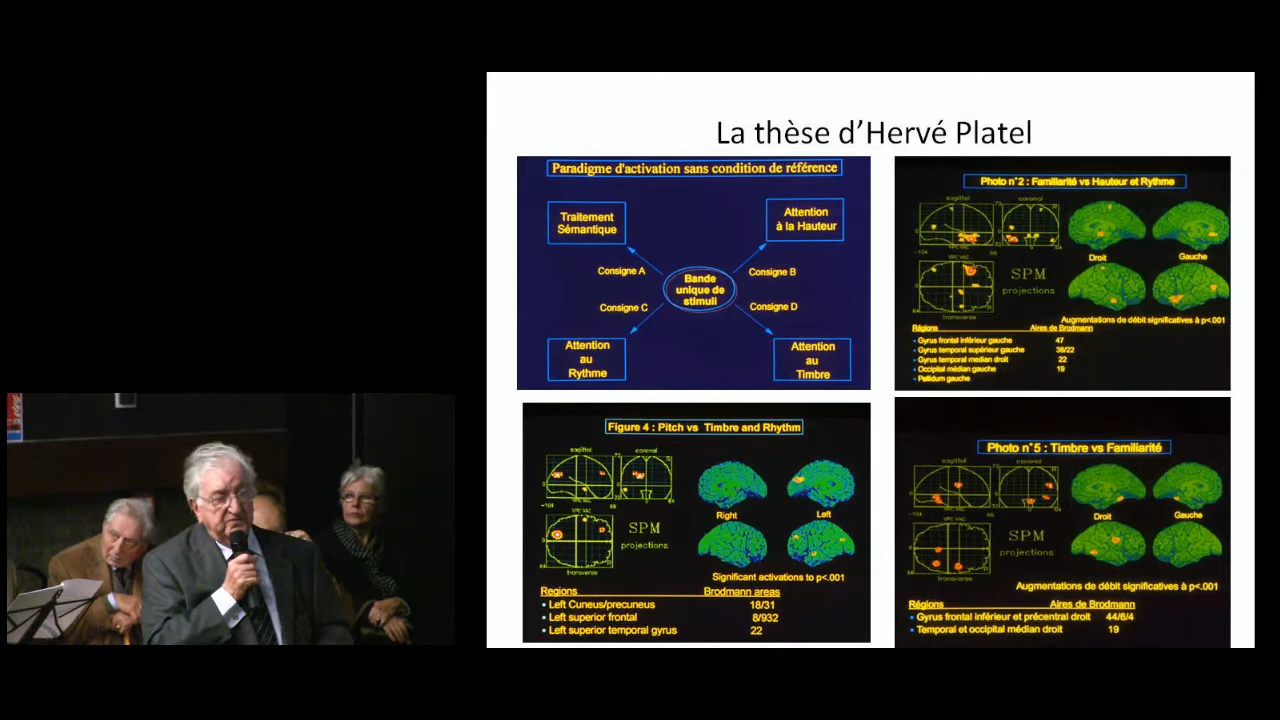 La thèse d'Hervé Platel
Paradigme d'activation sans condition de référence
Traitement
Sémantique
Attention
à la Hauteur
Consigne A
Consigne B
Bande
unique de
stimuli
Consigne C
Consigne D
Attention
au
Rythme
Attention
au
Timbre
Photo n°2 : Familiarité vs Hauteur et Rythme
sagittal
coronal
Droit
Gauche
VPC VAC
SPM
projections
transverse
Augmentations de débit significatives à p<.001
Régions Aires de Brodmann
• Gyrus frontal inférieur gauche 47
• Gyrus temporal supérieur gauche 38/22
• Gyrus temporal median droit 22
• Occipital médian gauche 19
• Pallidum gauche
Figure 4 : Pitch vs Timbre and Rhythm
sagittal
coronal
Right
Left
VPC VAC
SPM
projections
transverse
Significant activations to p<.001
Regions Brodmann areas
• Left Cuneus/precuneus 18/31
• Left superior frontal 8/932
• Left superior temporal gyrus 22
Photo n°5 : Timbre vs Familiarité
sagittal
coronal
Droit
Gauche
VPC VAC
SPM
projections
transverse
Augmentations de débit significatives à p<.001
Régions Aires de Brodmann
• Gyrus frontal inférieur et précentral droit 44/6/4
• Temporal et occipital médian droit 19